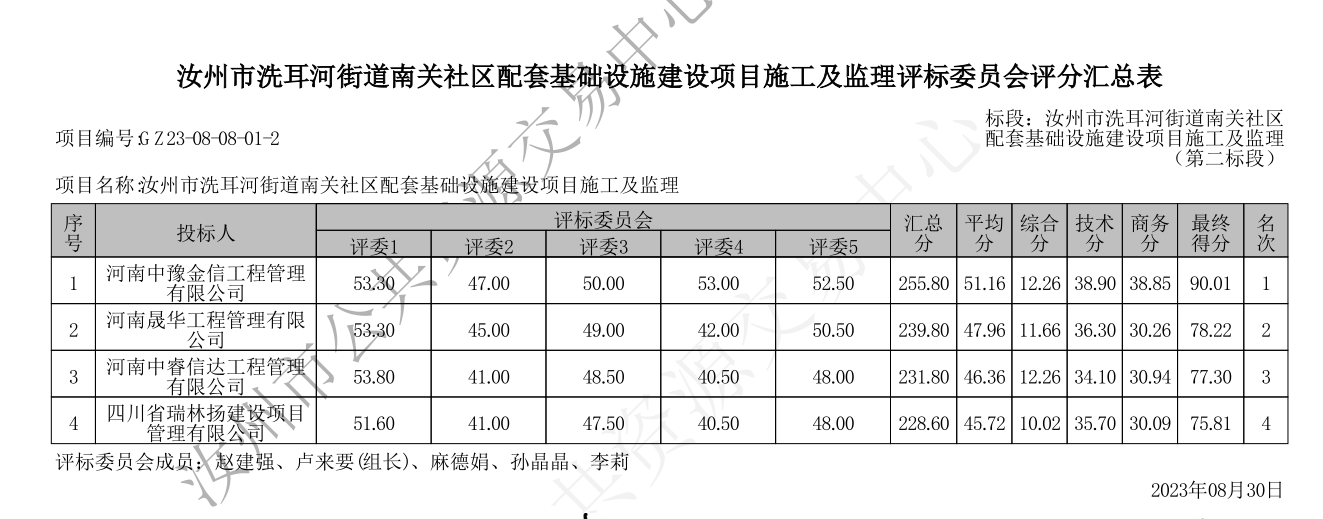 汝州市洗耳河街道南关社区配套基础设施建设项目施工及监理评标委员会评分汇总表
标段：汝州市洗耳河街道南关社区
项目编号:GZ23-08-08-01-2 配套基础设施建设项目施工及监理
（第二标段）
项目名称:汝州市洗耳河街道南关社区配套基础设施建设项目施工及监理
序号 投标人 评标委员会 汇总分 平均分 综合分 技术分 商务分 最终得分 名次
评委1 评委2 评委3 评委4 评委5
1 河南中豫金信工程管理有限公司 53.30 47.00 50.00 53.00 52.50 255.80 51.16 12.26 38.90 38.85 90.01 1
2 河南晟华工程管理有限公司 53.30 45.00 49.00 42.00 50.50 239.80 47.96 11.66 36.30 30.26 78.22 2
3 河南中睿信达工程管理有限公司 53.80 41.00 48.50 40.50 48.00 231.80 46.36 12.26 34.10 30.94 77.30 3
4 四川省瑞林扬建设项目管理有限公司 51.60 41.00 47.50 40.50 48.00 228.60 45.72 10.02 35.70 30.09 75.81 4
评标委员会成员：赵建强、卢来要(组长)、麻德娟、孙晶晶、李莉
2023年08月30日
汝州市公共资源交易中心
共资源交易中心